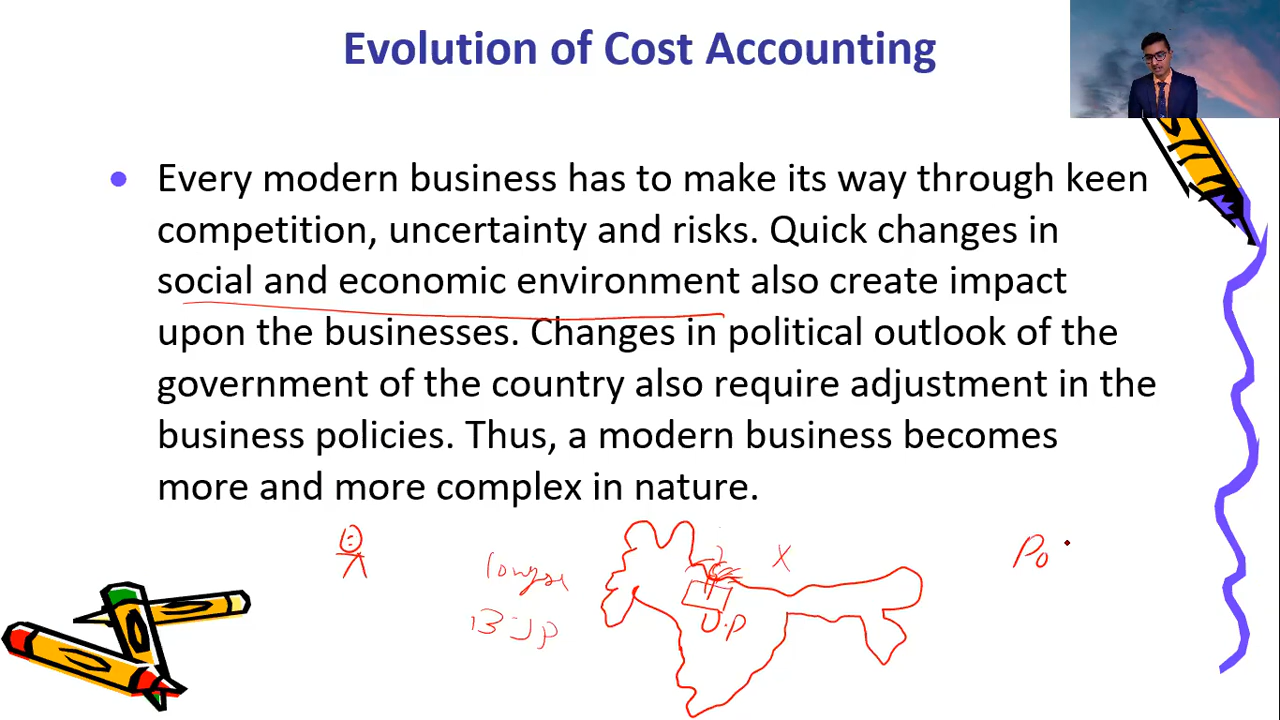 Evolution of Cost Accounting
Every modern business has to make its way through keen
competition, uncertainty and risks. Quick changes in
social and economic environment also create impact
upon the businesses. Changes in political outlook of the
government of the country also require adjustment in the
business policies. Thus, a modern business becomes
more and more complex in nature.
X
Po
BJP
U.P